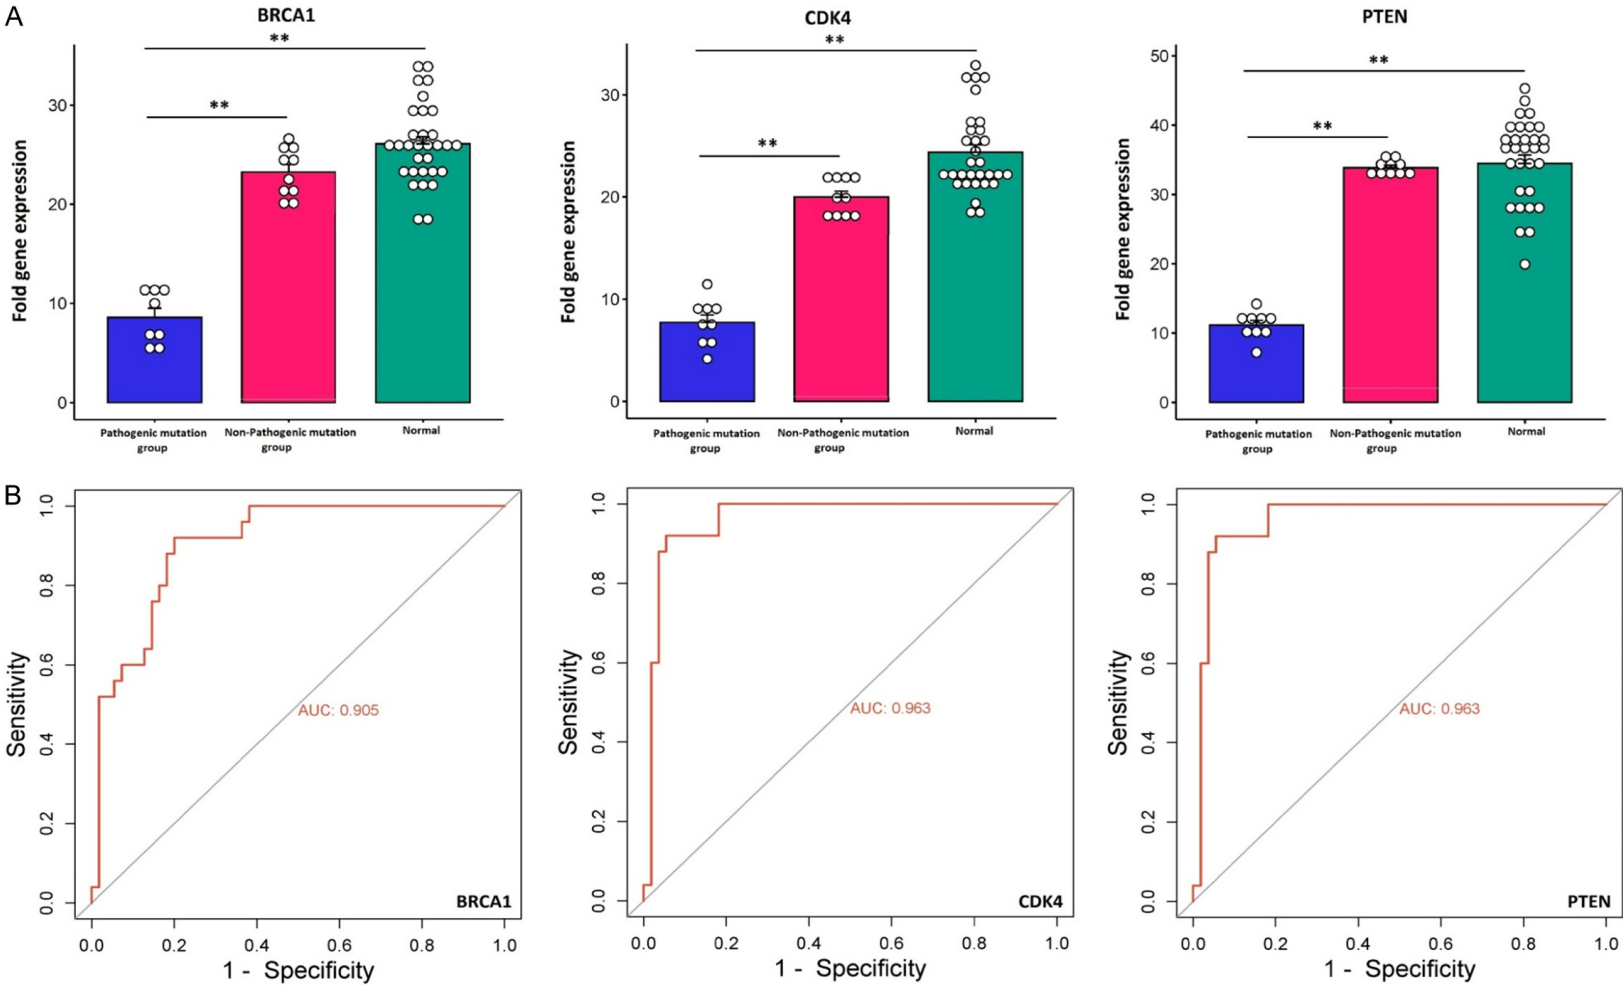 A
BRCA1
**
**
Fold gene expression
30
20
10
0
Pathogenic mutation
group
Non-Pathogenic mutation
group
Normal
CDK4
**
**
Fold gene expression
30
20
10
0
Pathogenic mutation
group
Non-Pathogenic mutation
group
Normal
PTEN
**
**
Fold gene expression
50
40
30
20
10
0
Pathogenic mutation
group
Non-Pathogenic mutation
group
Normal
B
Sensitivity
1.0
0.8
0.6
0.4
0.2
0.0
AUC: 0.905
BRCA1
0.0 0.2 0.4 0.6 0.8 1.0
1 - Specificity
Sensitivity
1.0
0.8
0.6
0.4
0.2
0.0
AUC: 0.963
CDK4
0.0 0.2 0.4 0.6 0.8 1.0
1 - Specificity
Sensitivity
1.0
0.8
0.6
0.4
0.2
0.0
AUC: 0.963
PTEN
0.0 0.2 0.4 0.6 0.8 1.0
1 - Specificity